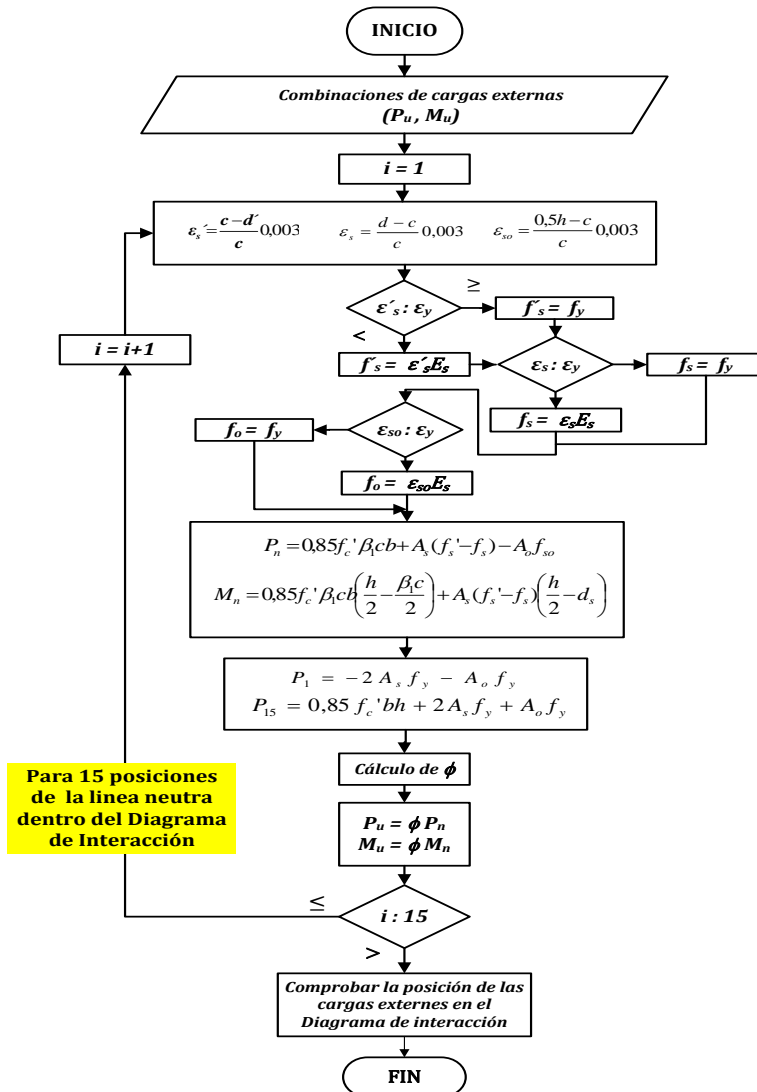 INICIO
Combinaciones de cargas externas
(Pu , Mu)
i = 1
εs´= (c−d´)/c 0,003 εs = (d−c)/c 0,003 εso = (0,5h−c)/c 0,003
≥
ε´s : εy
f´s = fy
<
i = i+1
f´s = ε´sEs
εs : εy
fs = fy
fs = εsEs
fo = fy
εso : εy
fo = εsoEs
Pn = 0,85fc'β1cb + As(fs'−fs) − Aofso
Mn = 0,85fc'β1cb(h/2 − β1c/2) + As(fs'−fs)(h/2 − ds)
P1 = −2 As fy − Ao fy
P15 = 0,85 fc'bh + 2As fy + Ao fy
Cálculo de ϕ
Para 15 posiciones
de la linea neutra
dentro del Diagrama
de Interacción
Pu = ϕ Pn
Mu = ϕ Mn
≤
i : 15
>
Comprobar la posición de las
cargas externes en el
Diagrama de interacción
FIN